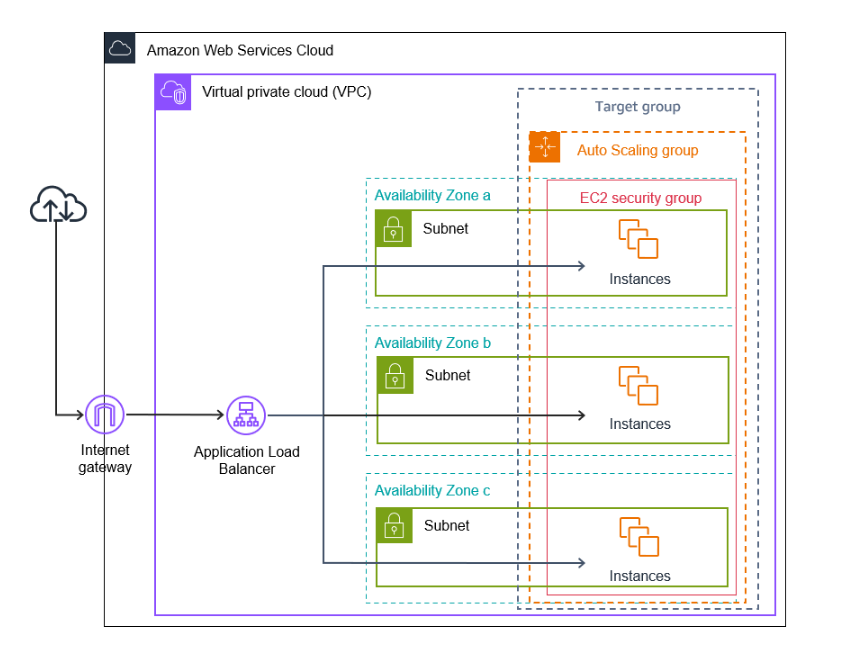 Amazon Web Services Cloud
Virtual private cloud (VPC)
Target group
Auto Scaling group
Availability Zone a
EC2 security group
Subnet
Instances
Availability Zone b
Subnet
Instances
Internet
gateway
Application Load
Balancer
Availability Zone c
Subnet
Instances